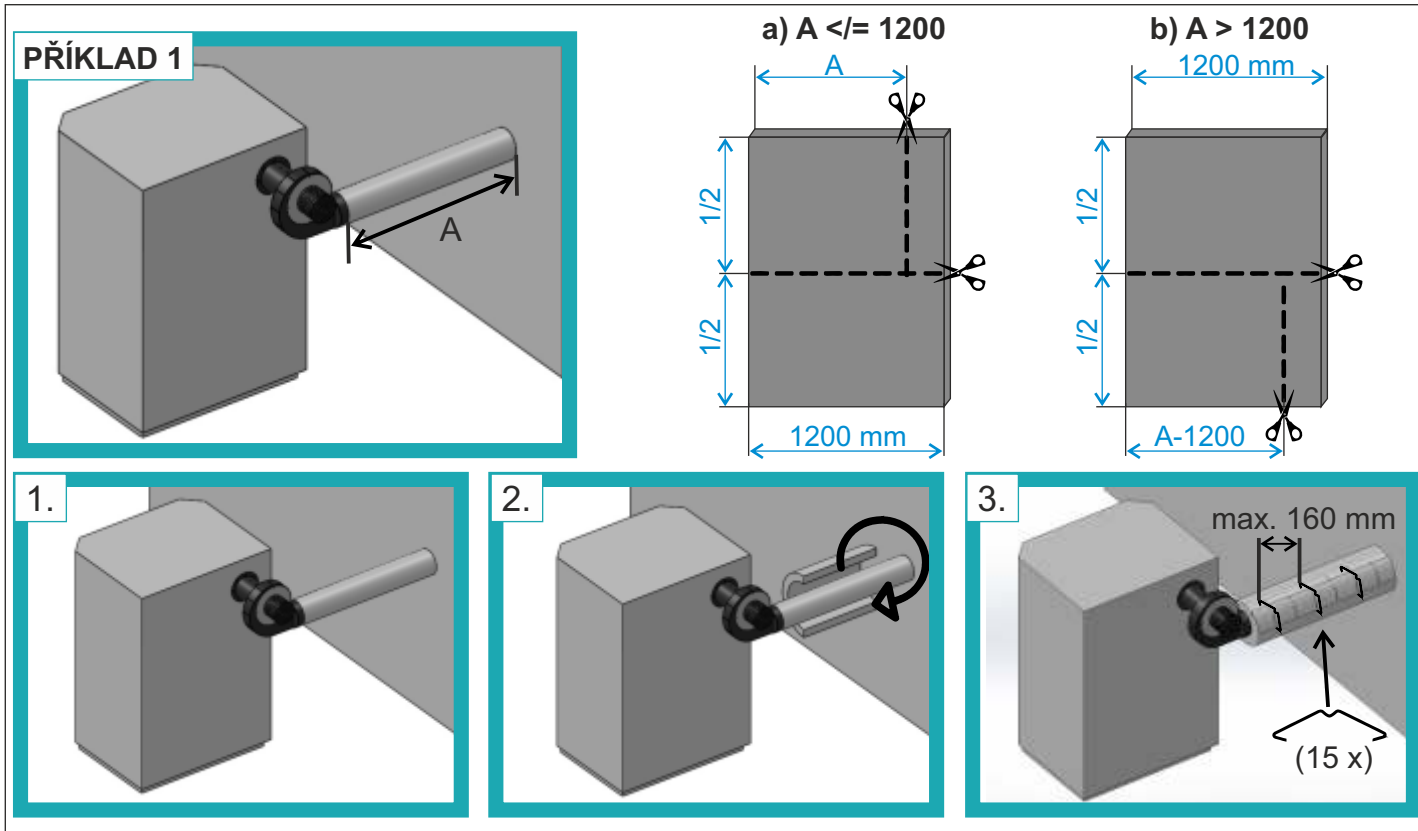 PŘÍKLAD 1
A
a) A </= 1200
A
1/2
1/2
1200 mm
b) A > 1200
1200 mm
1/2
1/2
A-1200
1.
2.
3.
max. 160 mm
(15 x)